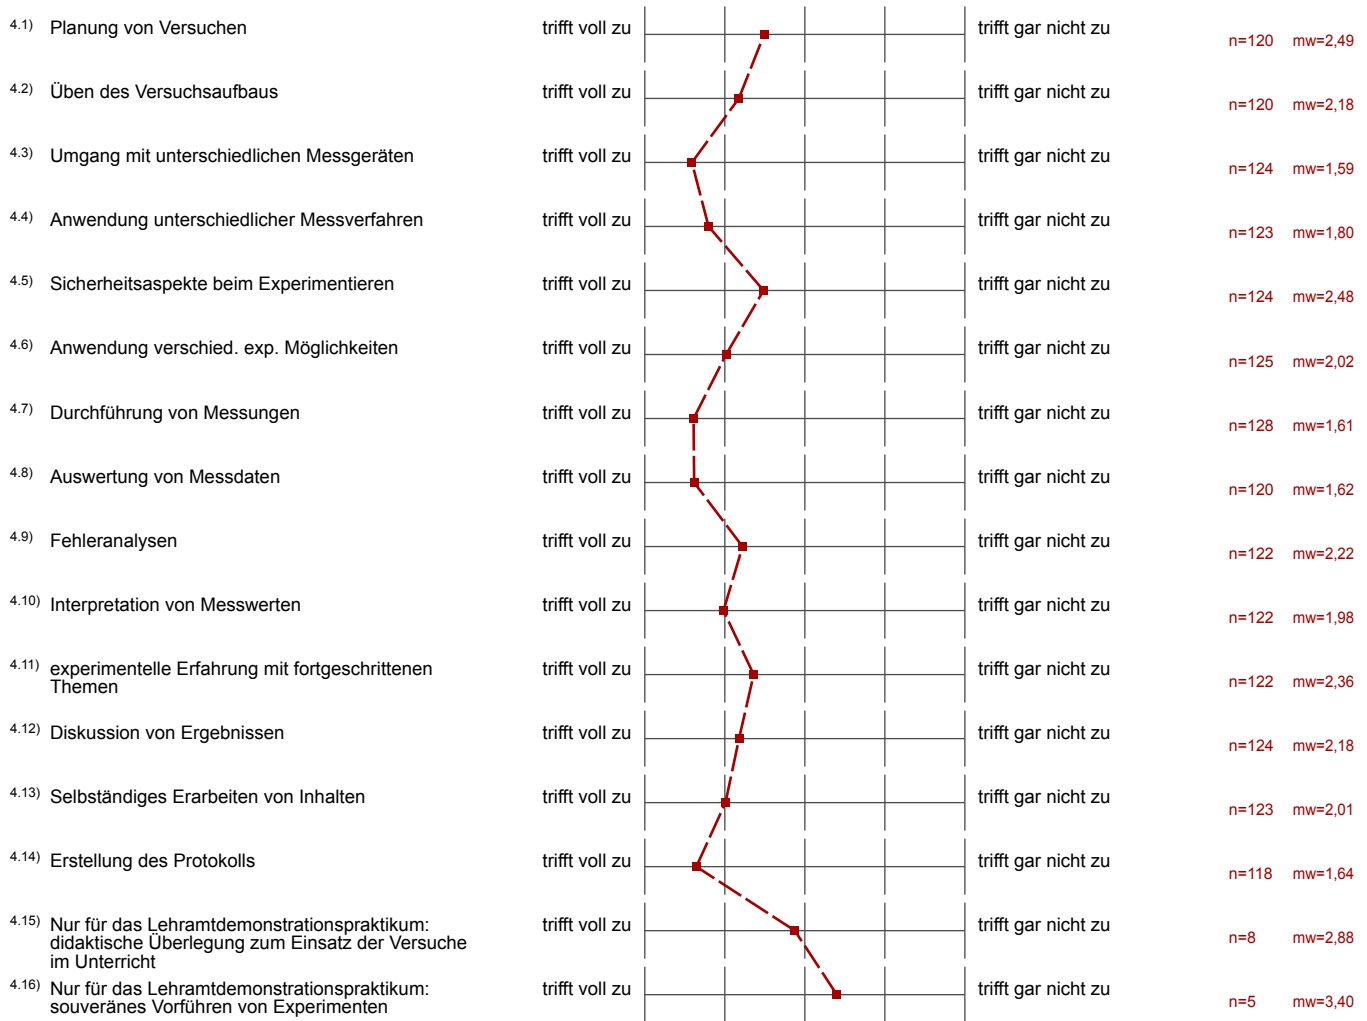 4.1) Planung von Versuchen trifft voll zu trifft gar nicht zu n=120 mw=2,49
4.2) Üben des Versuchsaufbaus trifft voll zu trifft gar nicht zu n=120 mw=2,18
4.3) Umgang mit unterschiedlichen Messgeräten trifft voll zu trifft gar nicht zu n=124 mw=1,59
4.4) Anwendung unterschiedlicher Messverfahren trifft voll zu trifft gar nicht zu n=123 mw=1,80
4.5) Sicherheitsaspekte beim Experimentieren trifft voll zu trifft gar nicht zu n=124 mw=2,48
4.6) Anwendung verschied. exp. Möglichkeiten trifft voll zu trifft gar nicht zu n=125 mw=2,02
4.7) Durchführung von Messungen trifft voll zu trifft gar nicht zu n=128 mw=1,61
4.8) Auswertung von Messdaten trifft voll zu trifft gar nicht zu n=120 mw=1,62
4.9) Fehleranalysen trifft voll zu trifft gar nicht zu n=122 mw=2,22
4.10) Interpretation von Messwerten trifft voll zu trifft gar nicht zu n=122 mw=1,98
4.11) experimentelle Erfahrung mit fortgeschrittenen trifft voll zu trifft gar nicht zu n=122 mw=2,36
Themen
4.12) Diskussion von Ergebnissen trifft voll zu trifft gar nicht zu n=124 mw=2,18
4.13) Selbständiges Erarbeiten von Inhalten trifft voll zu trifft gar nicht zu n=123 mw=2,01
4.14) Erstellung des Protokolls trifft voll zu trifft gar nicht zu n=118 mw=1,64
4.15) Nur für das Lehramtdemonstrationspraktikum: trifft voll zu trifft gar nicht zu n=8 mw=2,88
didaktische Überlegung zum Einsatz der Versuche
im Unterricht
4.16) Nur für das Lehramtdemonstrationspraktikum: trifft voll zu trifft gar nicht zu n=5 mw=3,40
souveränes Vorführen von Experimenten